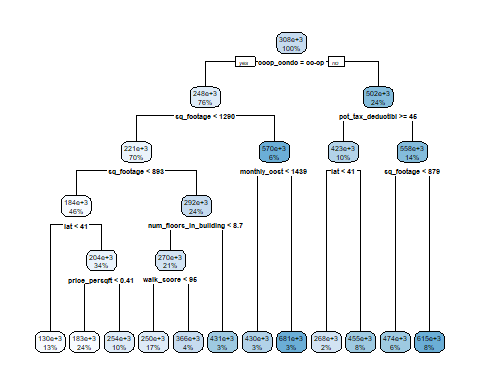 308e+3
100%
yes
coop_condo = co-op
no
248e+3
76%
502e+3
24%
sq_footage < 1290
pct_tax_deductibl >= 45
221e+3
70%
570e+3
6%
423e+3
10%
558e+3
14%
sq_footage < 893
monthly_cost < 1439
lat < 41
sq_footage < 879
184e+3
46%
292e+3
24%
lat < 41
num_floors_in_building < 8.7
204e+3
34%
270e+3
21%
price_persqft < 0.41
walk_score < 95
130e+3
13%
183e+3
24%
254e+3
10%
250e+3
17%
366e+3
4%
431e+3
3%
430e+3
3%
681e+3
3%
268e+3
2%
455e+3
8%
474e+3
6%
615e+3
8%